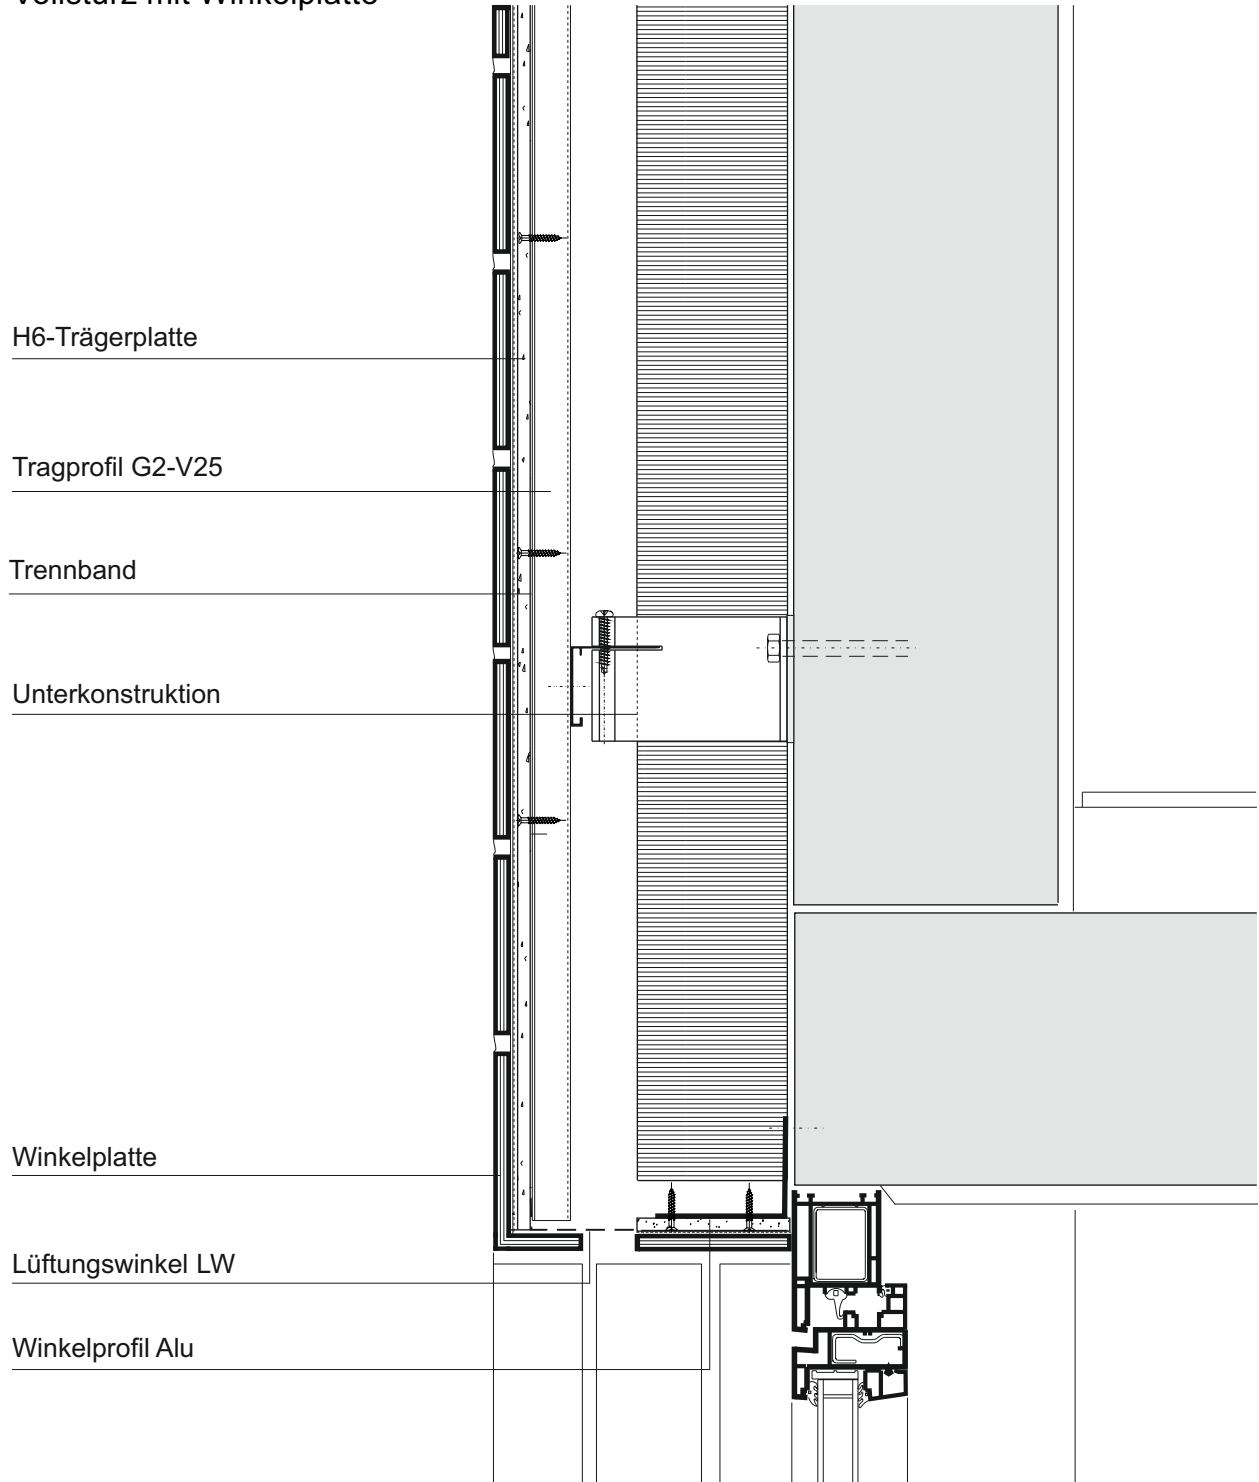 Vollsturz mit Winkelplatte
H6-Trägerplatte
Tragprofil G2-V25
Trennband
Unterkonstruktion
Winkelplatte
Lüftungswinkel LW
Winkelprofil Alu